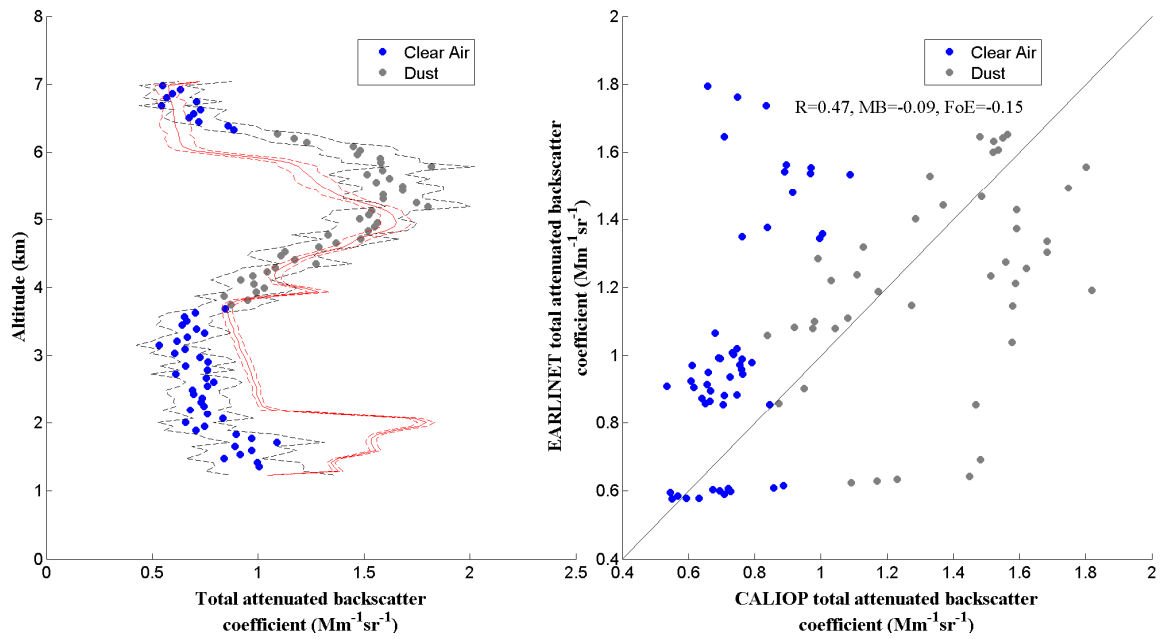 8
7
6
5
4
3
2
1
0
Altitude (km)
Clear Air
Dust
0
0.5
1
1.5
2
2.5
Total attenuated backscatter
coefficient (Mm⁻¹sr⁻¹)
2
1.8
1.6
1.4
1.2
1
0.8
0.6
0.4
EARLINET total attenuated backscatter
coefficient (Mm⁻¹sr⁻¹)
Clear Air
Dust
R=0.47, MB=-0.09, FoE=-0.15
0.4
0.6
0.8
1
1.2
1.4
1.6
1.8
2
CALIOP total attenuated backscatter
coefficient (Mm⁻¹sr⁻¹)